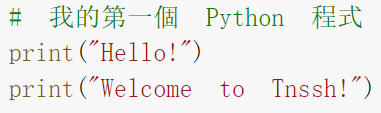 # 我的第一個 Python 程式
print("Hello!")
print("Welcome to Tnssh!")